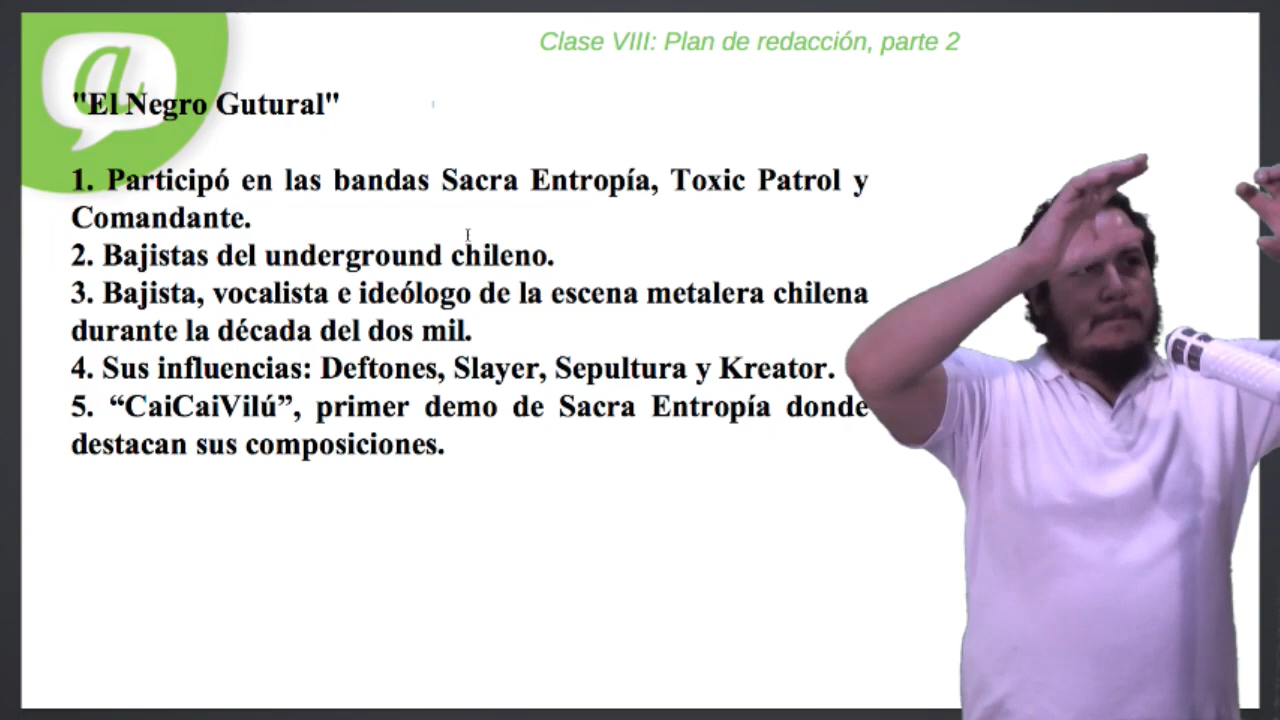 Clase VIII: Plan de redacción, parte 2
a
"El Negro Gutural"
1. Participó en las bandas Sacra Entropía, Toxic Patrol y
Comandante.
2. Bajistas del underground chileno.
3. Bajista, vocalista e ideólogo de la escena metalera chilena
durante la década del dos mil.
4. Sus influencias: Deftones, Slayer, Sepultura y Kreator.
5. “CaiCaiVilú”, primer demo de Sacra Entropía donde
destacan sus composiciones.